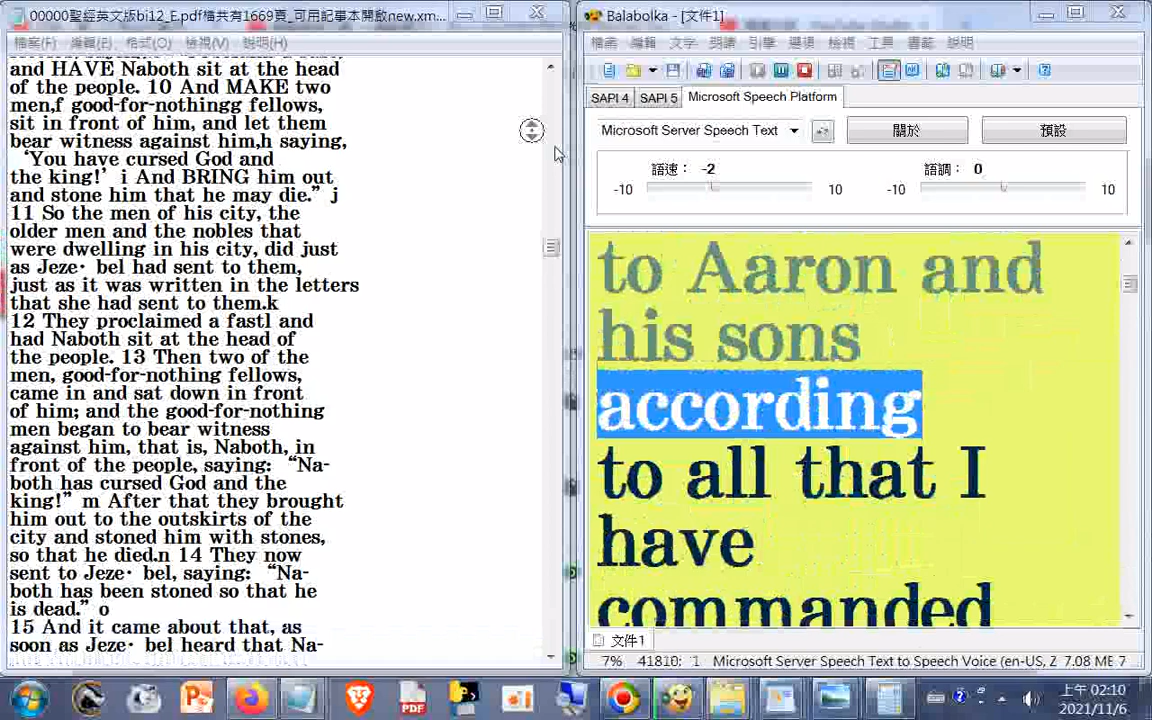 00000聖經英文版bi12_E.pdf檔共有1669頁_可用記事本開啟new.xm...
檔案(F) 編輯(E) 格式(O) 檢視(V) 說明(H)
and HAVE Naboth sit at the head
of the people. 10 And MAKE two
men,f good-for-nothingg fellows,
sit in front of him, and let them
bear witness against him,h saying,
‘You have cursed God and
the king!’ i And BRING him out
and stone him that he may die.” j
11 So the men of his city, the
older men and the nobles that
were dwelling in his city, did just
as Jeze· bel had sent to them,
just as it was written in the letters
that she had sent to them.k
12 They proclaimed a fastl and
had Naboth sit at the head of
the people. 13 Then two of the
men, good-for-nothing fellows,
came in and sat down in front
of him; and the good-for-nothing
men began to bear witness
against him, that is, Naboth, in
front of the people, saying: “Na-
both has cursed God and the
king!” m After that they brought
him out to the outskirts of the
city and stoned him with stones,
so that he died.n 14 They now
sent to Jeze· bel, saying: “Na-
both has been stoned so that he
is dead.” o
15 And it came about that, as
soon as Jeze· bel heard that Na-
Balabolka - [文件1]
檔案 編輯 文字 朗讀 引擎 選項 檢視 工具 書籤 說明
SAPI 4 SAPI 5 Microsoft Speech Platform
Microsoft Server Speech Text 關於 預設
語速： -2 語調： 0
-10 10 -10 10
to Aaron and
his sons
according
to all that I
have
commanded
文件1
7% 41810: 1 Microsoft Server Speech Text to Speech Voice (en-US, Z 7.08 MB 7
PDF
上午 02:10
2021/11/6